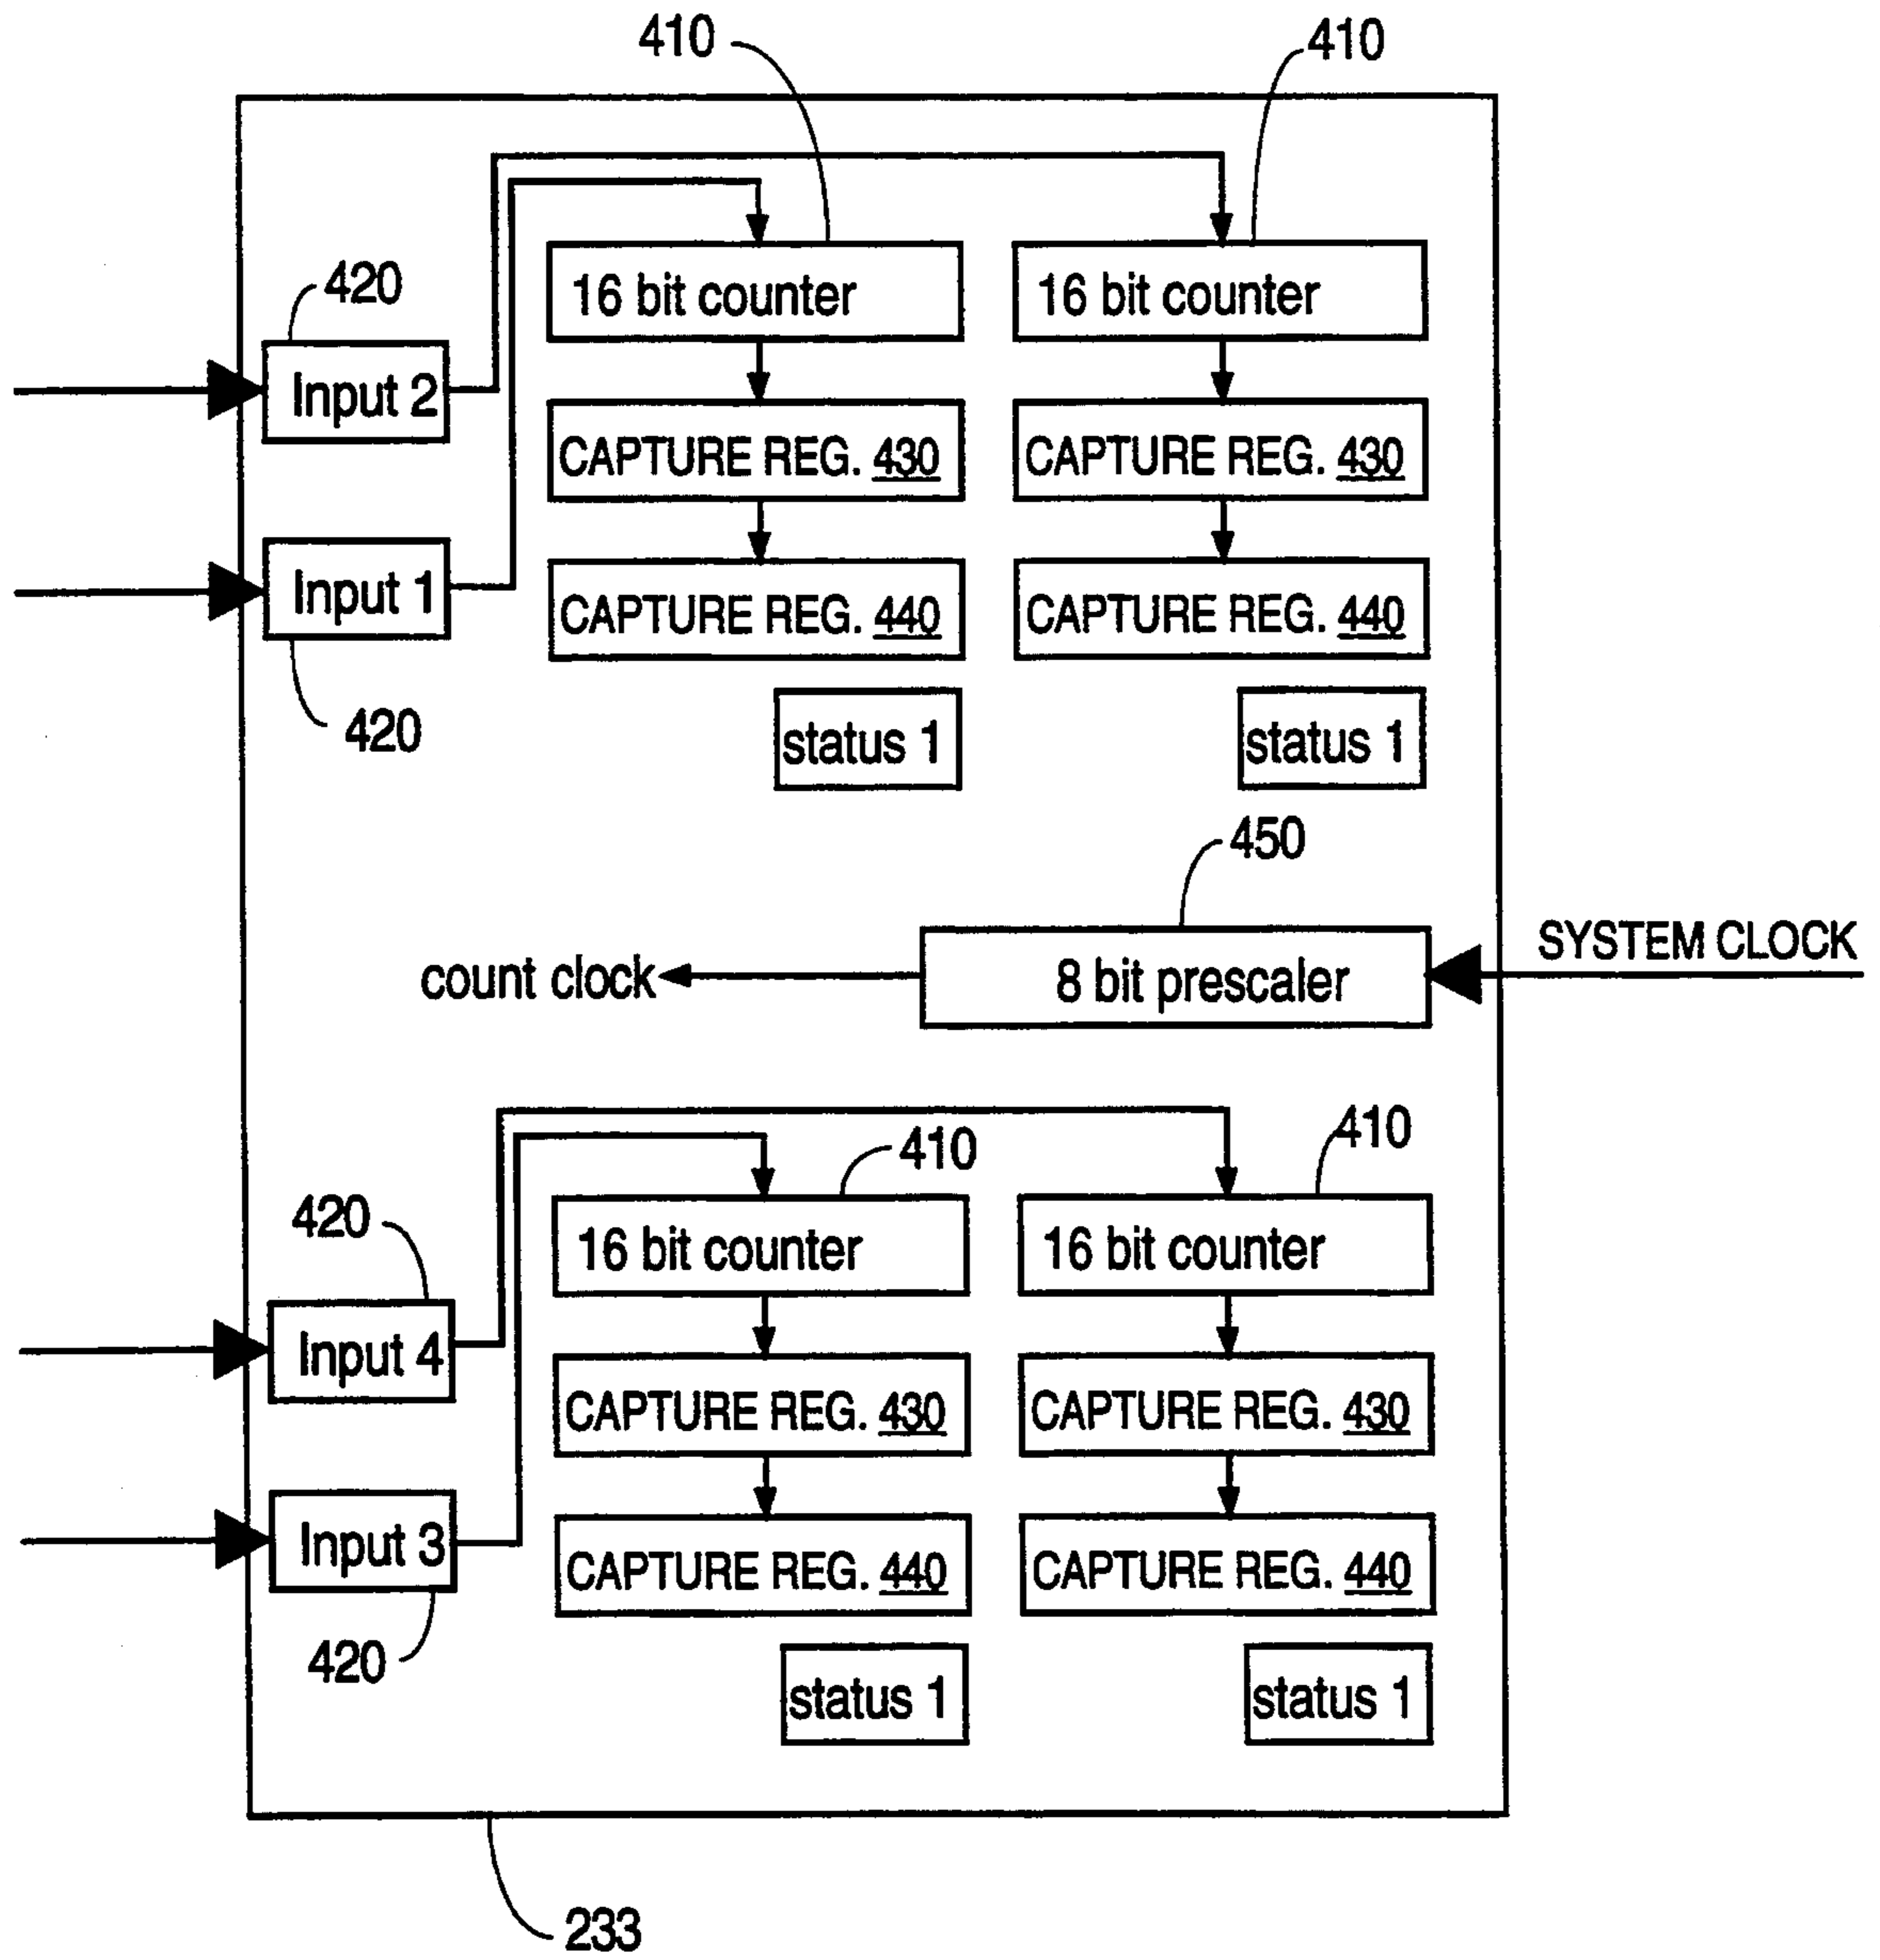 410 410
16 bit counter 16 bit counter
420
Input 2
CAPTURE REG. 430 CAPTURE REG. 430
Input 1
CAPTURE REG. 440 CAPTURE REG. 440
420
status 1 status 1
450
SYSTEM CLOCK
count clock 8 bit prescaler
410 410
420
16 bit counter 16 bit counter
Input 4
CAPTURE REG. 430 CAPTURE REG. 430
Input 3
CAPTURE REG. 440 CAPTURE REG. 440
420
status 1 status 1
233